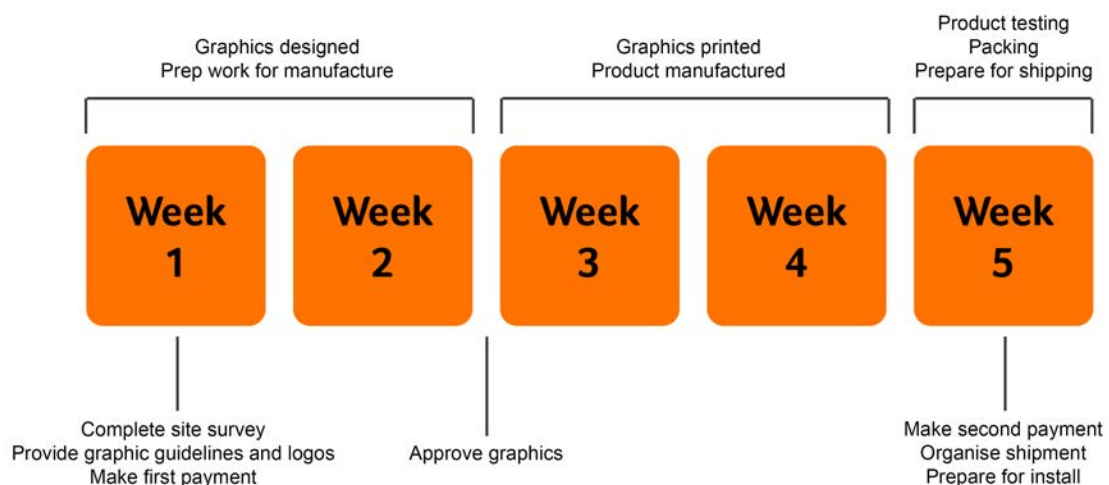 Graphics designed
Prep work for manufacture
Graphics printed
Product manufactured
Product testing
Packing
Prepare for shipping
Week
1
Week
2
Week
3
Week
4
Week
5
Complete site survey
Provide graphic guidelines and logos
Make first payment
Approve graphics
Make second payment
Organise shipment
Prepare for install